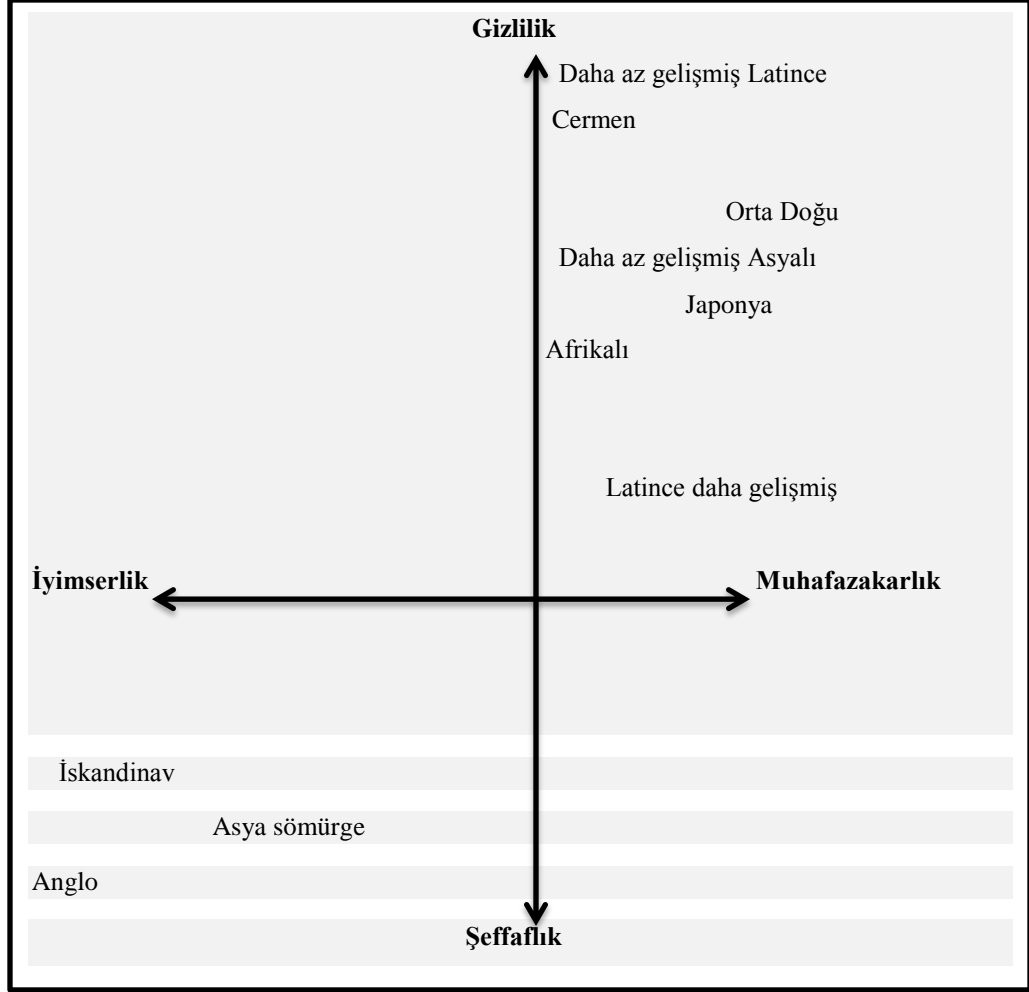 Gizlilik
Daha az gelişmiş Latince
Cermen
Orta Doğu
Daha az gelişmiş Asyalı
Japonya
Afrikalı
Latince daha gelişmiş
İyimserlik
Muhafazakarlık
İskandinav
Asya sömürge
Anglo
Şeffaflık